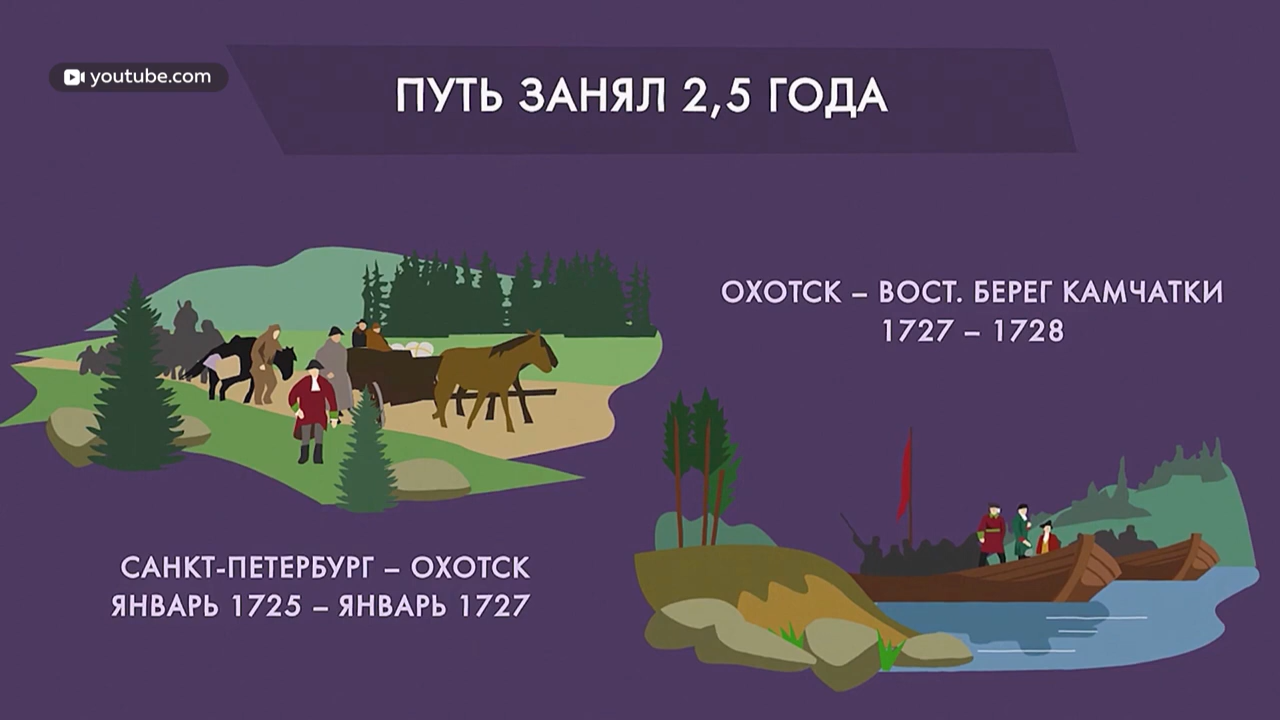 youtube.com
ПУТЬ ЗАНЯЛ 2,5 ГОДА
ОХОТСК – ВОСТ. БЕРЕГ КАМЧАТКИ
1727 – 1728
САНКТ-ПЕТЕРБУРГ – ОХОТСК
ЯНВАРЬ 1725 – ЯНВАРЬ 1727